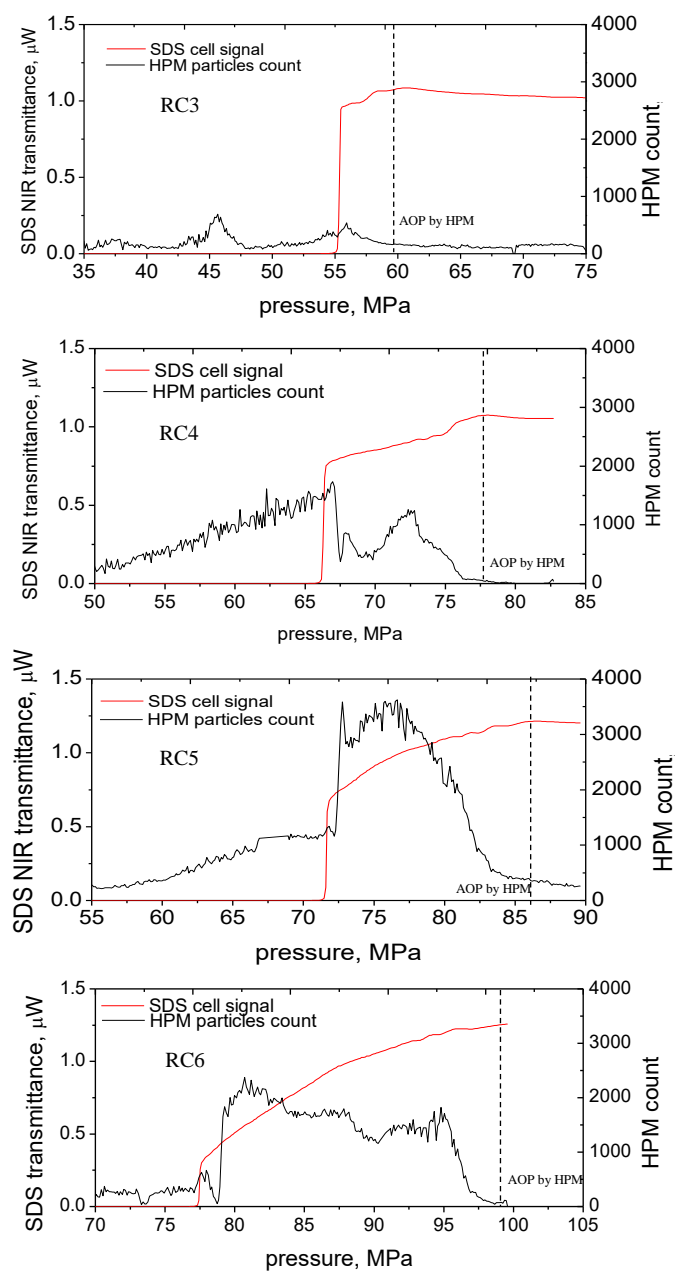 SDS NIR transmittance, μW
1.5
1.0
0.5
0.0
SDS cell signal
HPM particles count
RC3
AOP by HPM
4000
3000
2000
1000
0
HPM count
35 40 45 50 55 60 65 70 75
pressure, MPa
SDS NIR transmittance, μW
1.5
1.0
0.5
0.0
SDS cell signal
HPM particles count
RC4
AOP by HPM
4000
3000
2000
1000
0
HPM count
50 55 60 65 70 75 80 85
pressure, MPa
SDS NIR transmittance, μW
1.5
1.0
0.5
0.0
SDS cell signal
HPM particles count
RC5
AOP by HPM
4000
3000
2000
1000
0
HPM count
55 60 65 70 75 80 85 90
pressure, MPa
SDS transmittance, μW
1.5
1.0
0.5
0.0
SDS cell signal
HPM particles count
RC6
AOP by HPM
4000
3000
2000
1000
0
HPM count
70 75 80 85 90 95 100 105
pressure, MPa